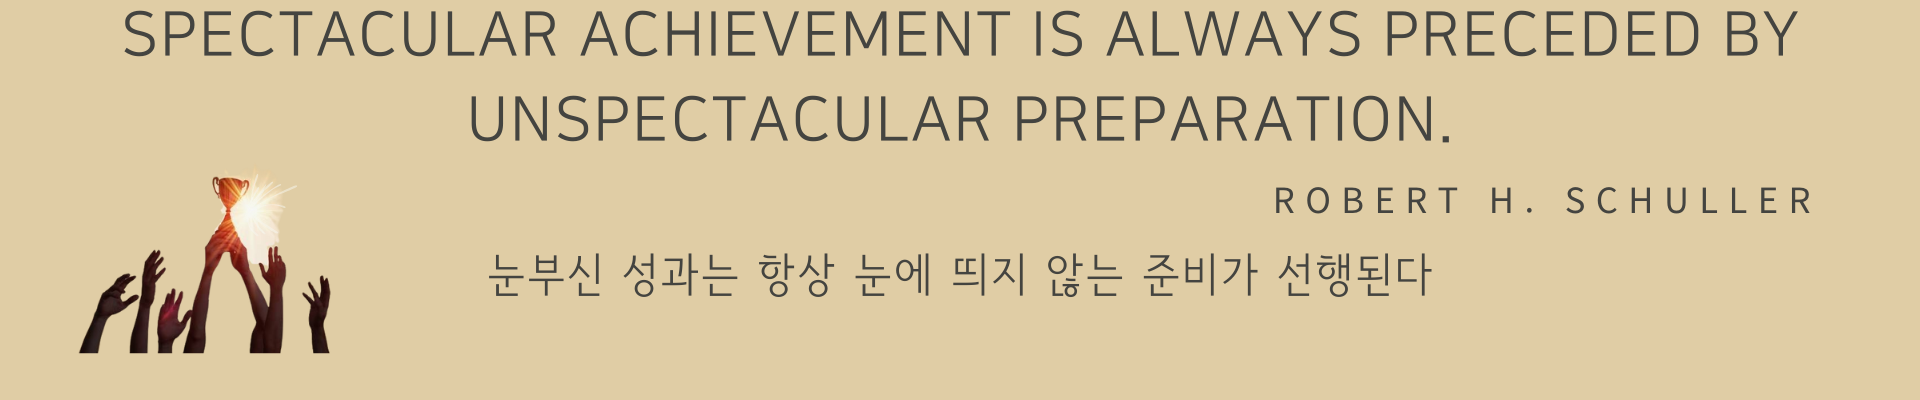 SPECTACULAR ACHIEVEMENT IS ALWAYS PRECEDED BY
UNSPECTACULAR PREPARATION.
ROBERT H. SCHULLER
눈부신 성과는 항상 눈에 띄지 않는 준비가 선행된다